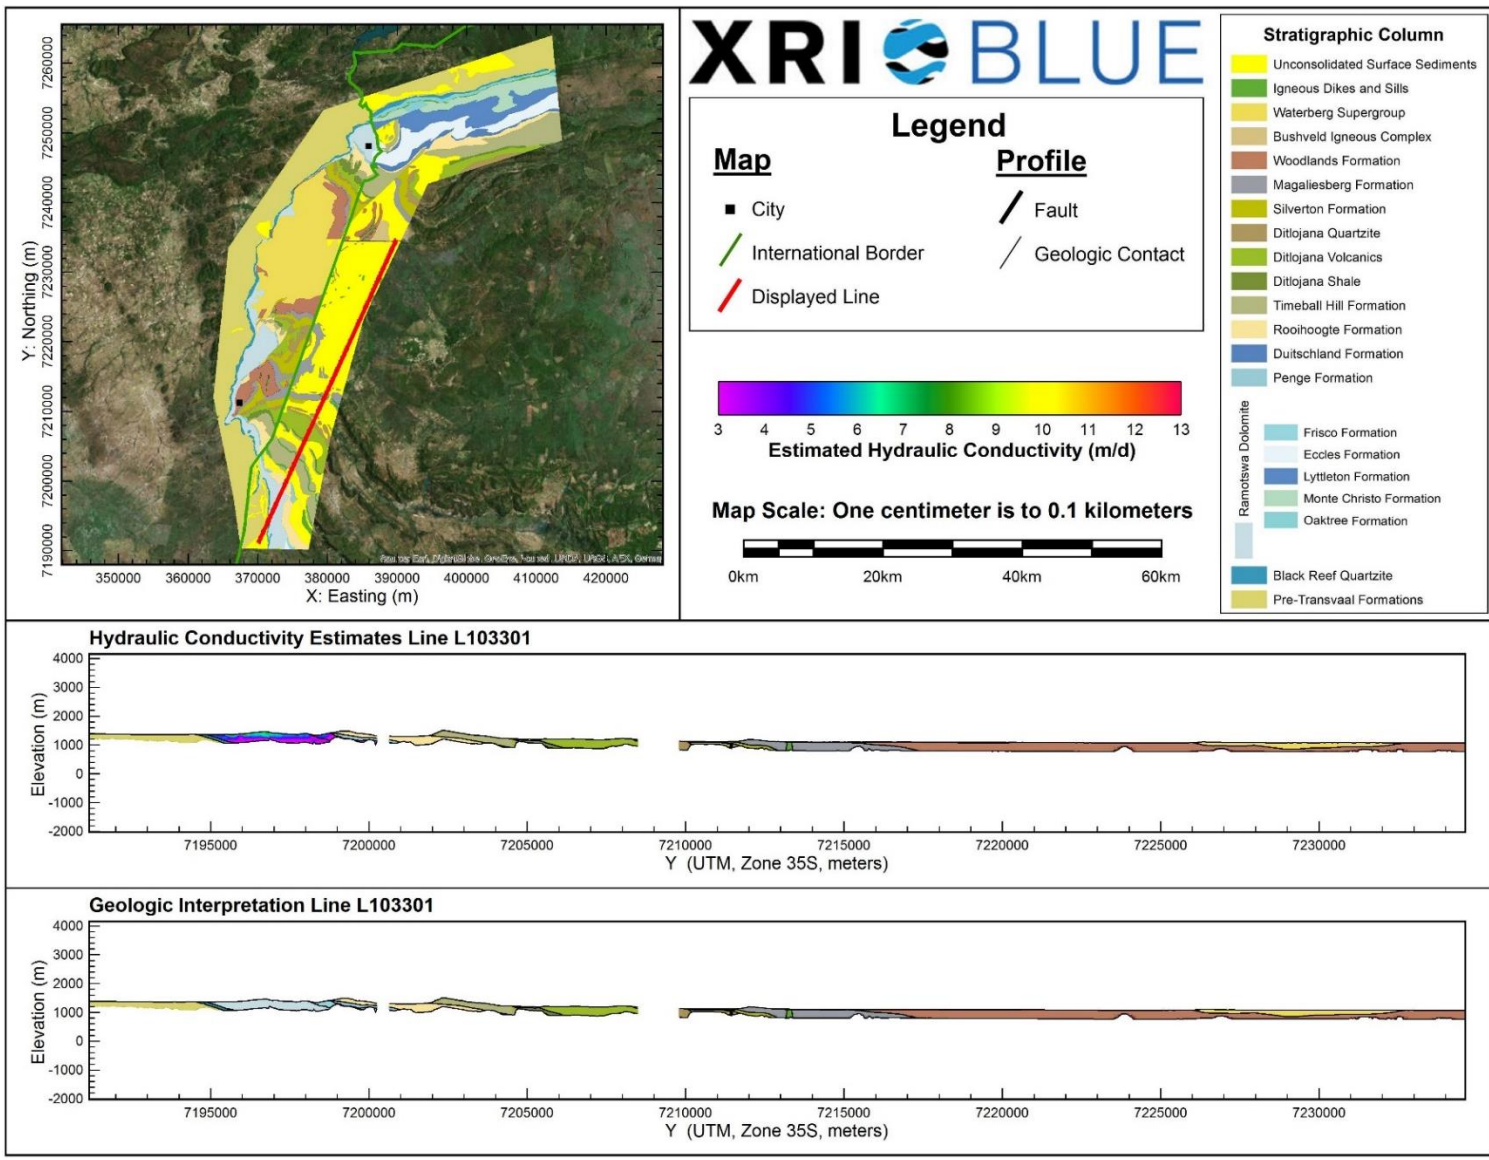 7260000
7250000
7240000
7230000
7220000
7210000
7200000
7190000
Y: Northing (m)
350000 360000 370000 380000 390000 400000 410000 420000
X: Easting (m)
XRI BLUE
Legend
Map
City
International Border
Displayed Line
Profile
Fault
Geologic Contact
3 4 5 6 7 8 9 10 11 12 13
Estimated Hydraulic Conductivity (m/d)
Map Scale: One centimeter is to 0.1 kilometers
0km 20km 40km 60km
Stratigraphic Column
Unconsolidated Surface Sediments
Igneous Dikes and Sills
Waterberg Supergroup
Bushveld Igneous Complex
Woodlands Formation
Magaliesberg Formation
Silverton Formation
Ditlojana Quartzite
Ditlojana Volcanics
Ditlojana Shale
Timeball Hill Formation
Rooihoogte Formation
Duitschland Formation
Penge Formation
Ramotswa Dolomite
Frisco Formation
Eccles Formation
Lyttleton Formation
Monte Christo Formation
Oaktree Formation
Black Reef Quartzite
Pre-Transvaal Formations
Hydraulic Conductivity Estimates Line L103301
4000
3000
2000
1000
0
-1000
-2000
Elevation (m)
7195000 7200000 7205000 7210000 7215000 7220000 7225000 7230000
Y (UTM, Zone 35S, meters)
Geologic Interpretation Line L103301
4000
3000
2000
1000
0
-1000
-2000
Elevation (m)
7195000 7200000 7205000 7210000 7215000 7220000 7225000 7230000
Y (UTM, Zone 35S, meters)